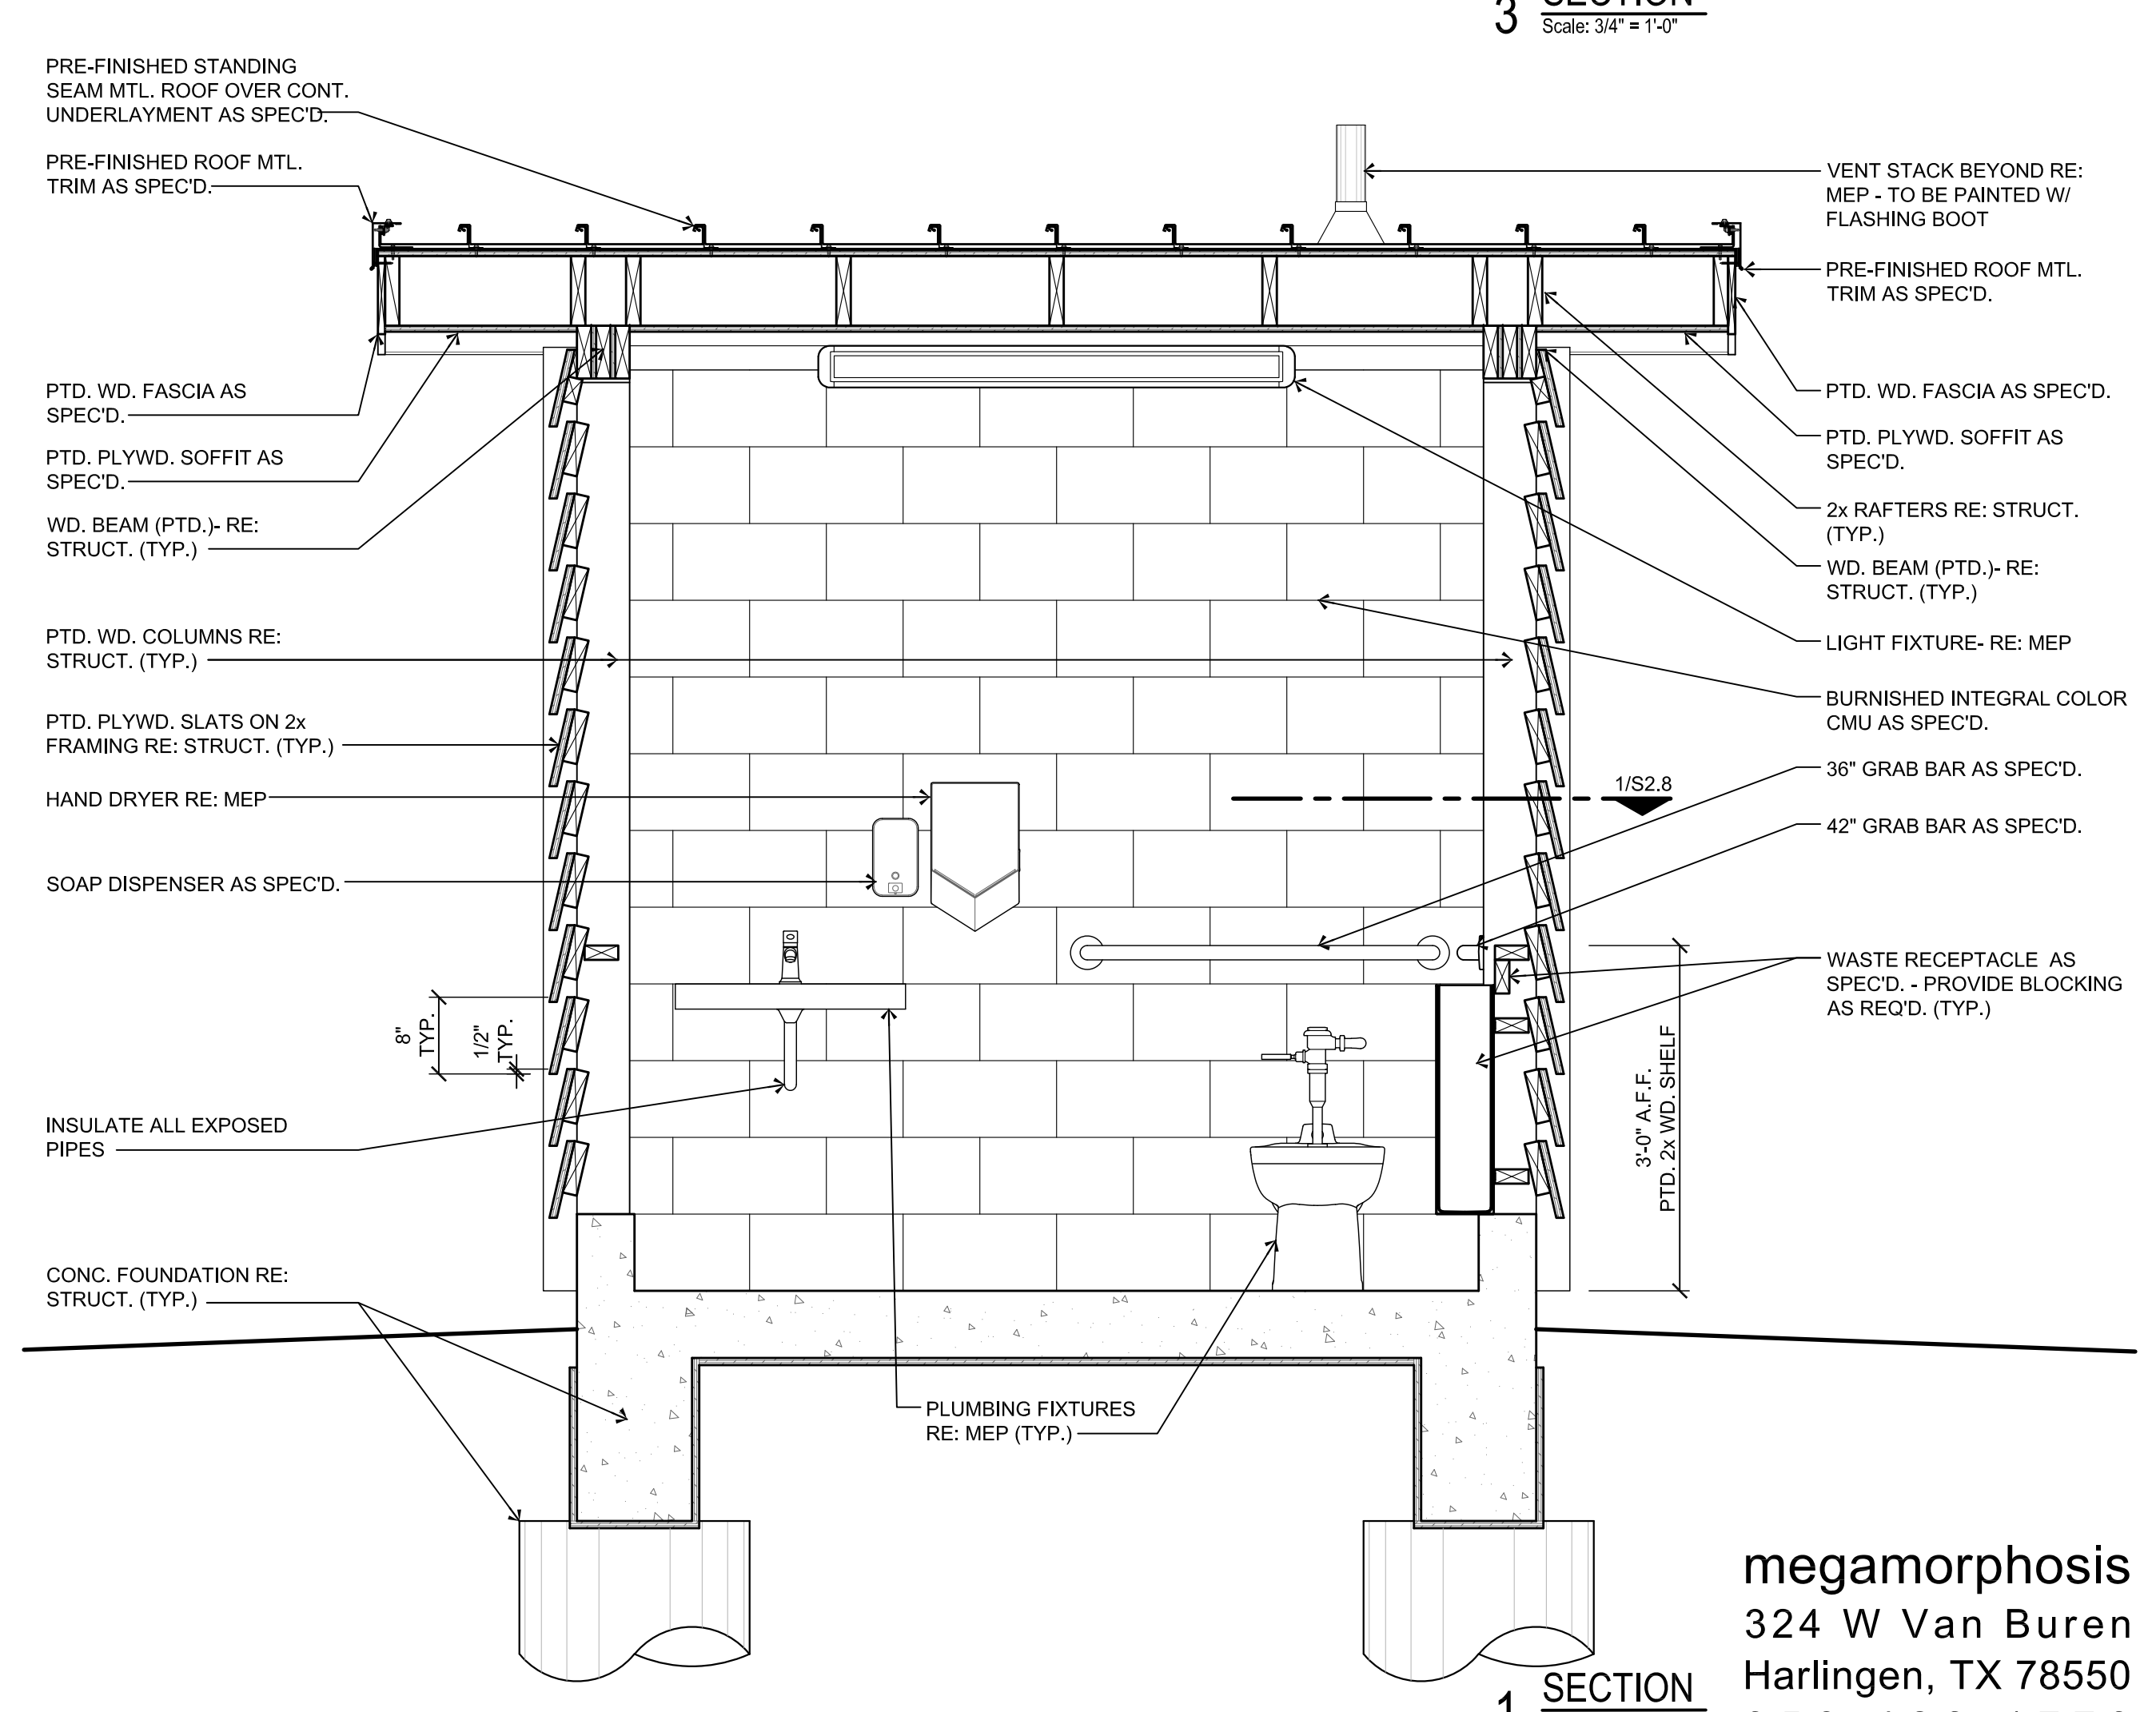 3 SECTION
Scale: 3/4" = 1'-0"
PRE-FINISHED STANDING
SEAM MTL. ROOF OVER CONT.
UNDERLAYMENT AS SPEC'D.
PRE-FINISHED ROOF MTL.
TRIM AS SPEC'D.
PTD. WD. FASCIA AS
SPEC'D.
PTD. PLYWD. SOFFIT AS
SPEC'D.
WD. BEAM (PTD.)- RE:
STRUCT. (TYP.)
PTD. WD. COLUMNS RE:
STRUCT. (TYP.)
PTD. PLYWD. SLATS ON 2x
FRAMING RE: STRUCT. (TYP.)
HAND DRYER RE: MEP
SOAP DISPENSER AS SPEC'D.
8"
TYP.
1/2"
TYP.
INSULATE ALL EXPOSED
PIPES
CONC. FOUNDATION RE:
STRUCT. (TYP.)
PLUMBING FIXTURES
RE: MEP (TYP.)
VENT STACK BEYOND RE:
MEP - TO BE PAINTED W/
FLASHING BOOT
PRE-FINISHED ROOF MTL.
TRIM AS SPEC'D.
PTD. WD. FASCIA AS SPEC'D.
PTD. PLYWD. SOFFIT AS
SPEC'D.
2x RAFTERS RE: STRUCT.
(TYP.)
WD. BEAM (PTD.)- RE:
STRUCT. (TYP.)
LIGHT FIXTURE- RE: MEP
BURNISHED INTEGRAL COLOR
CMU AS SPEC'D.
36" GRAB BAR AS SPEC'D.
1/S2.8
42" GRAB BAR AS SPEC'D.
WASTE RECEPTACLE AS
SPEC'D. - PROVIDE BLOCKING
AS REQ'D. (TYP.)
3'-0" A.F.F.
PTD. 2x WD. SHELF
megamorphosis
324 W Van Buren
Harlingen, TX 78550
1 SECTION